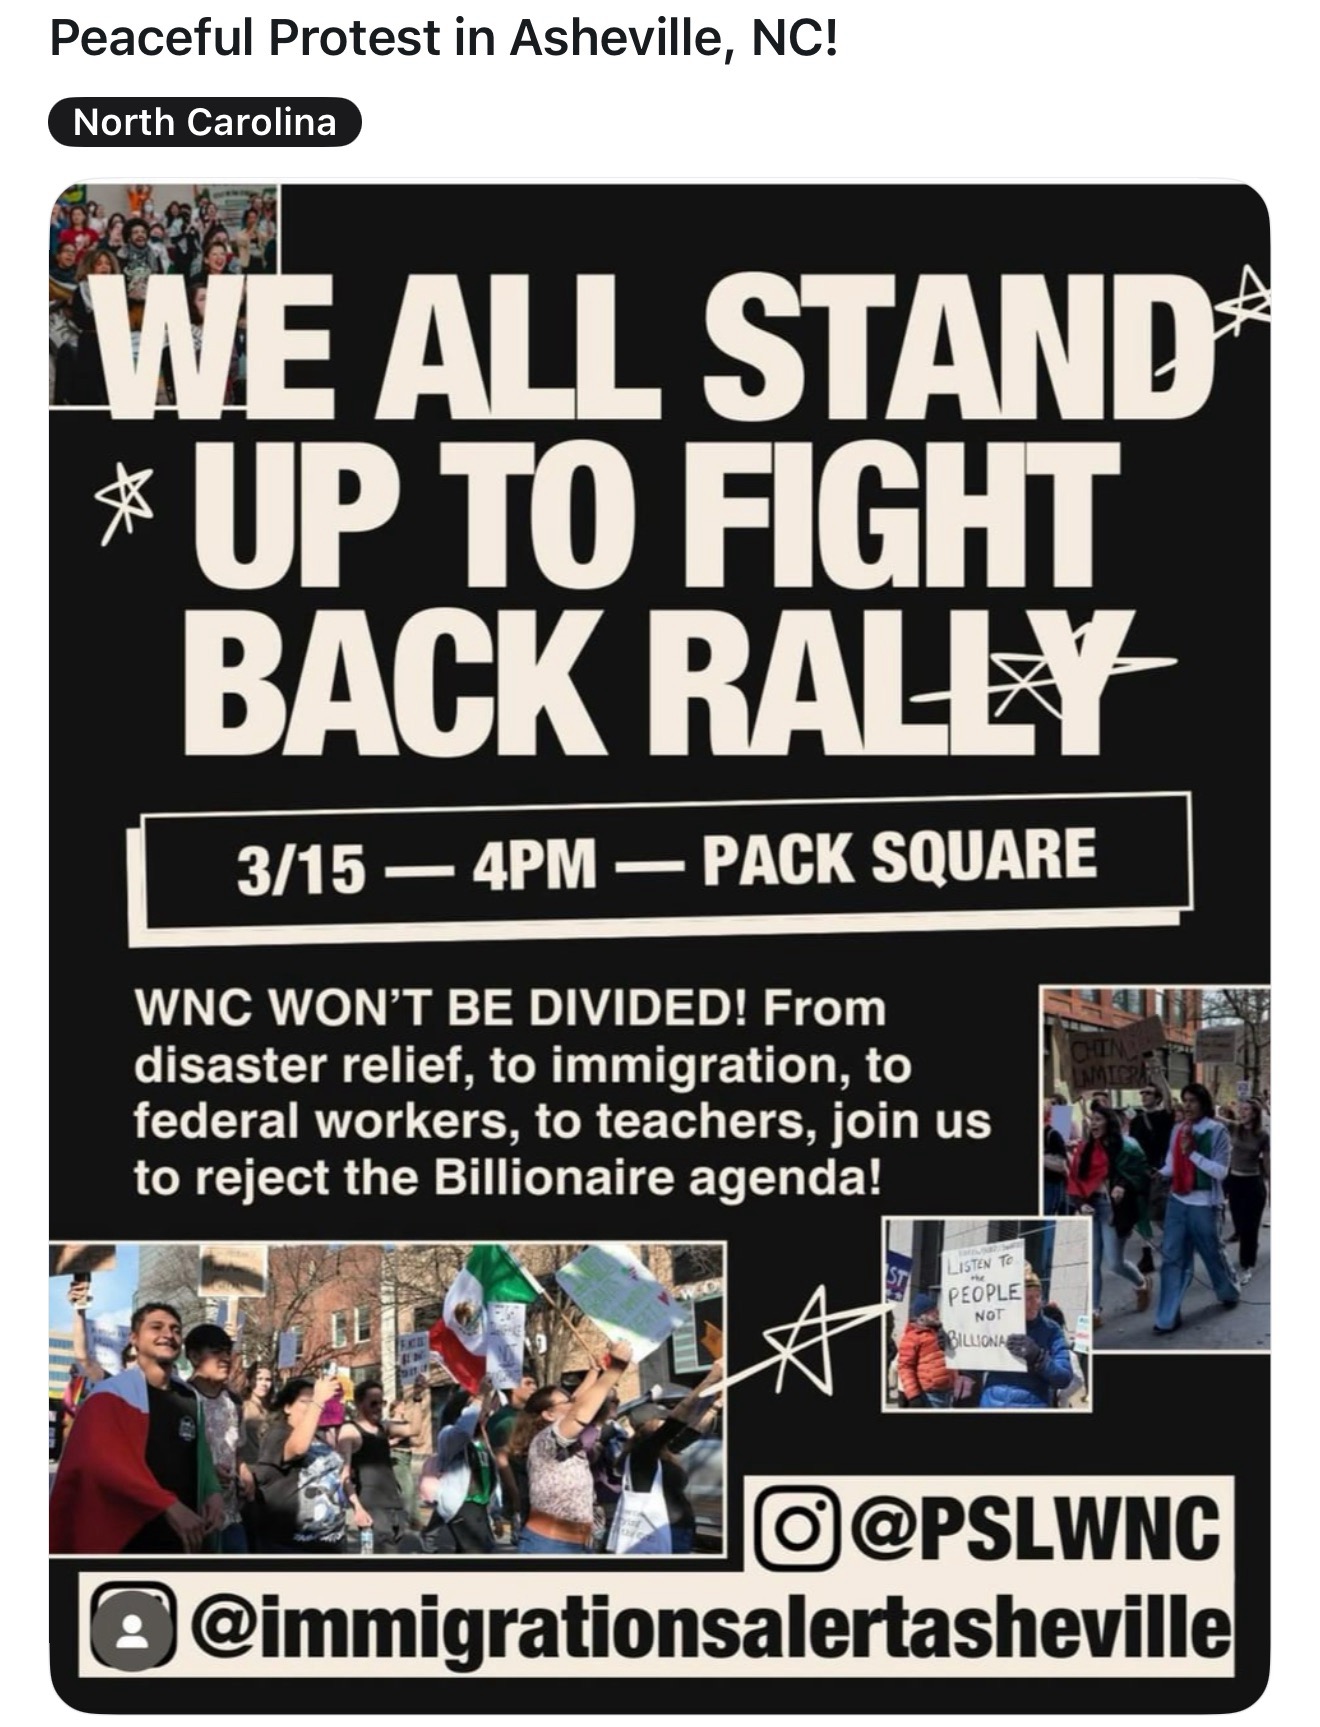 Peaceful Protest in Asheville, NC!
North Carolina
WE ALL STAND
UP TO FIGHT
BACK RALLY
3/15 — 4PM — PACK SQUARE
WNC WON'T BE DIVIDED! From
disaster relief, to immigration, to
federal workers, to teachers, join us
to reject the Billionaire agenda!
LISTEN TO
the
PEOPLE
NOT
@PSLWNC
@immigrationsalertasheville